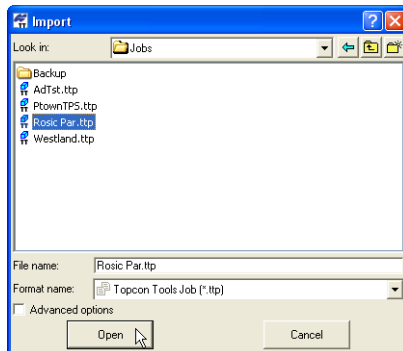 Import
Look in: Jobs
Backup
AdTst.ttp
PtownTPS.ttp
Rosic Par.ttp
Westland.ttp
File name: Rosic Par.ttp
Format name: Topcon Tools Job (*.ttp)
Advanced options
Open Cancel